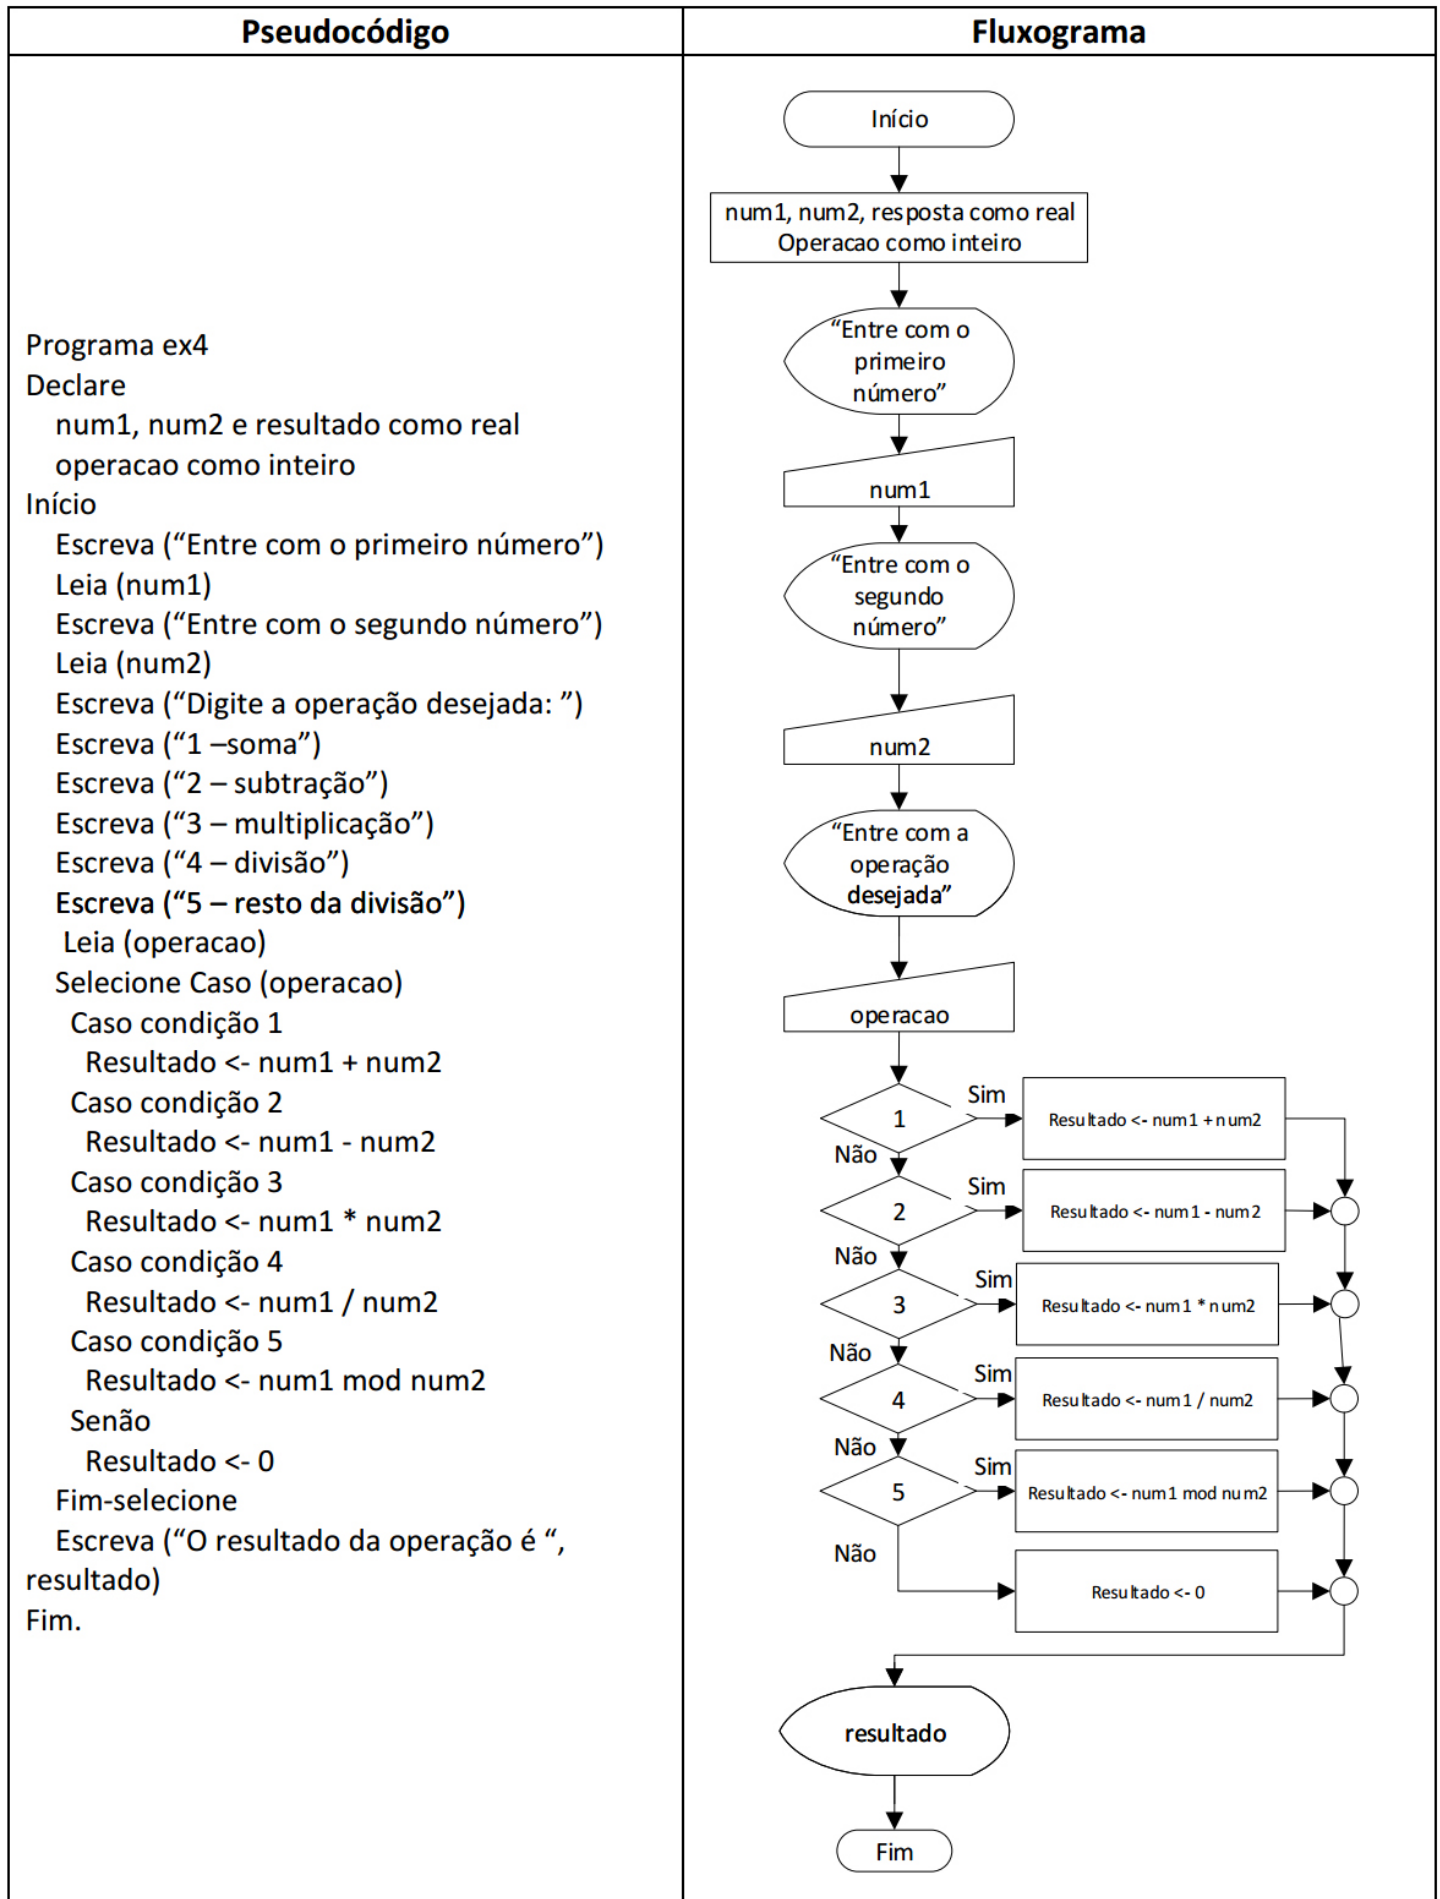 Pseudocódigo
Programa ex4
Declare
num1, num2 e resultado como real
operacao como inteiro
Início
Escreva (“Entre com o primeiro número”)
Leia (num1)
Escreva (“Entre com o segundo número”)
Leia (num2)
Escreva (“Digite a operação desejada: ”)
Escreva (“1 –soma”)
Escreva (“2 – subtração”)
Escreva (“3 – multiplicação”)
Escreva (“4 – divisão”)
Escreva (“5 – resto da divisão”)
Leia (operacao)
Selecione Caso (operacao)
Caso condição 1
Resultado <- num1 + num2
Caso condição 2
Resultado <- num1 - num2
Caso condição 3
Resultado <- num1 * num2
Caso condição 4
Resultado <- num1 / num2
Caso condição 5
Resultado <- num1 mod num2
Senão
Resultado <- 0
Fim-selecione
Escreva (“O resultado da operação é “,
resultado)
Fim.
Fluxograma
Início
num1, num2, resposta como real
Operacao como inteiro
“Entre com o
primeiro
número”
num1
“Entre com o
segundo
número”
num2
“Entre com a
operação
desejada”
operacao
1
Sim
Resultado <- num1 + num2
Não
2
Sim
Resultado <- num1 - num2
Não
3
Sim
Resultado <- num1 * num2
Não
4
Sim
Resultado <- num1 / num2
Não
5
Sim
Resultado <- num1 mod num2
Não
Resultado <- 0
resultado
Fim